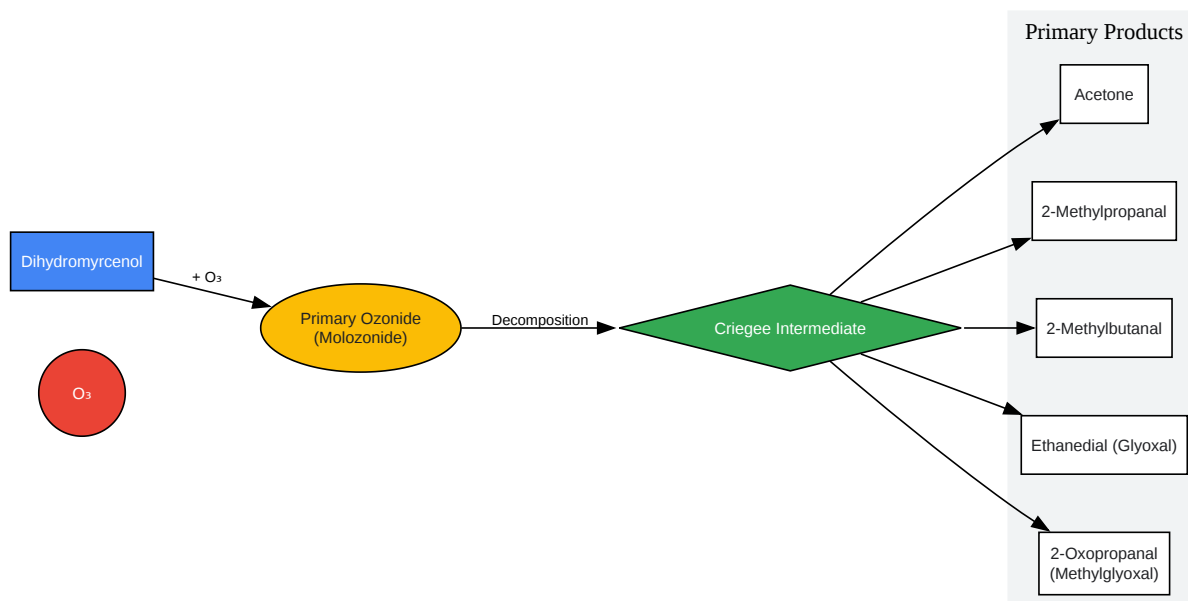 Primary Products
Acetone
2-Methylpropanal
Dihydromyrcenol
+ O₃
Primary Ozonide
(Molozonide)
Decomposition
Criegee Intermediate
2-Methylbutanal
O₃
Ethanedial (Glyoxal)
2-Oxopropanal
(Methylglyoxal)